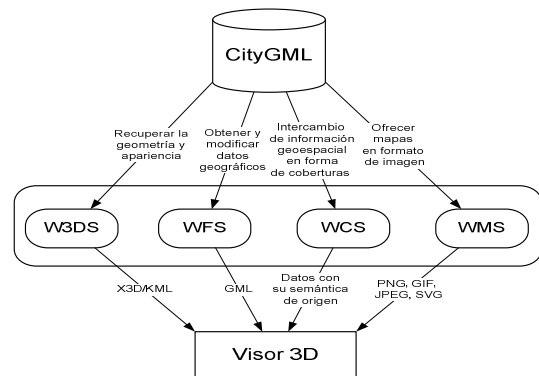 CityGML
Recuperar la
geometría y
apariencia
Obtener y
modificar
datos
geográficos
Intercambio
de información
geoespacial
en forma
de coberturas
Ofrecer
mapas
en formato
de imagen
W3DS
WFS
WCS
WMS
X3D/KML
GML
Datos con
su semántica
de origen
PNG, GIF,
JPEG, SVG
Visor 3D